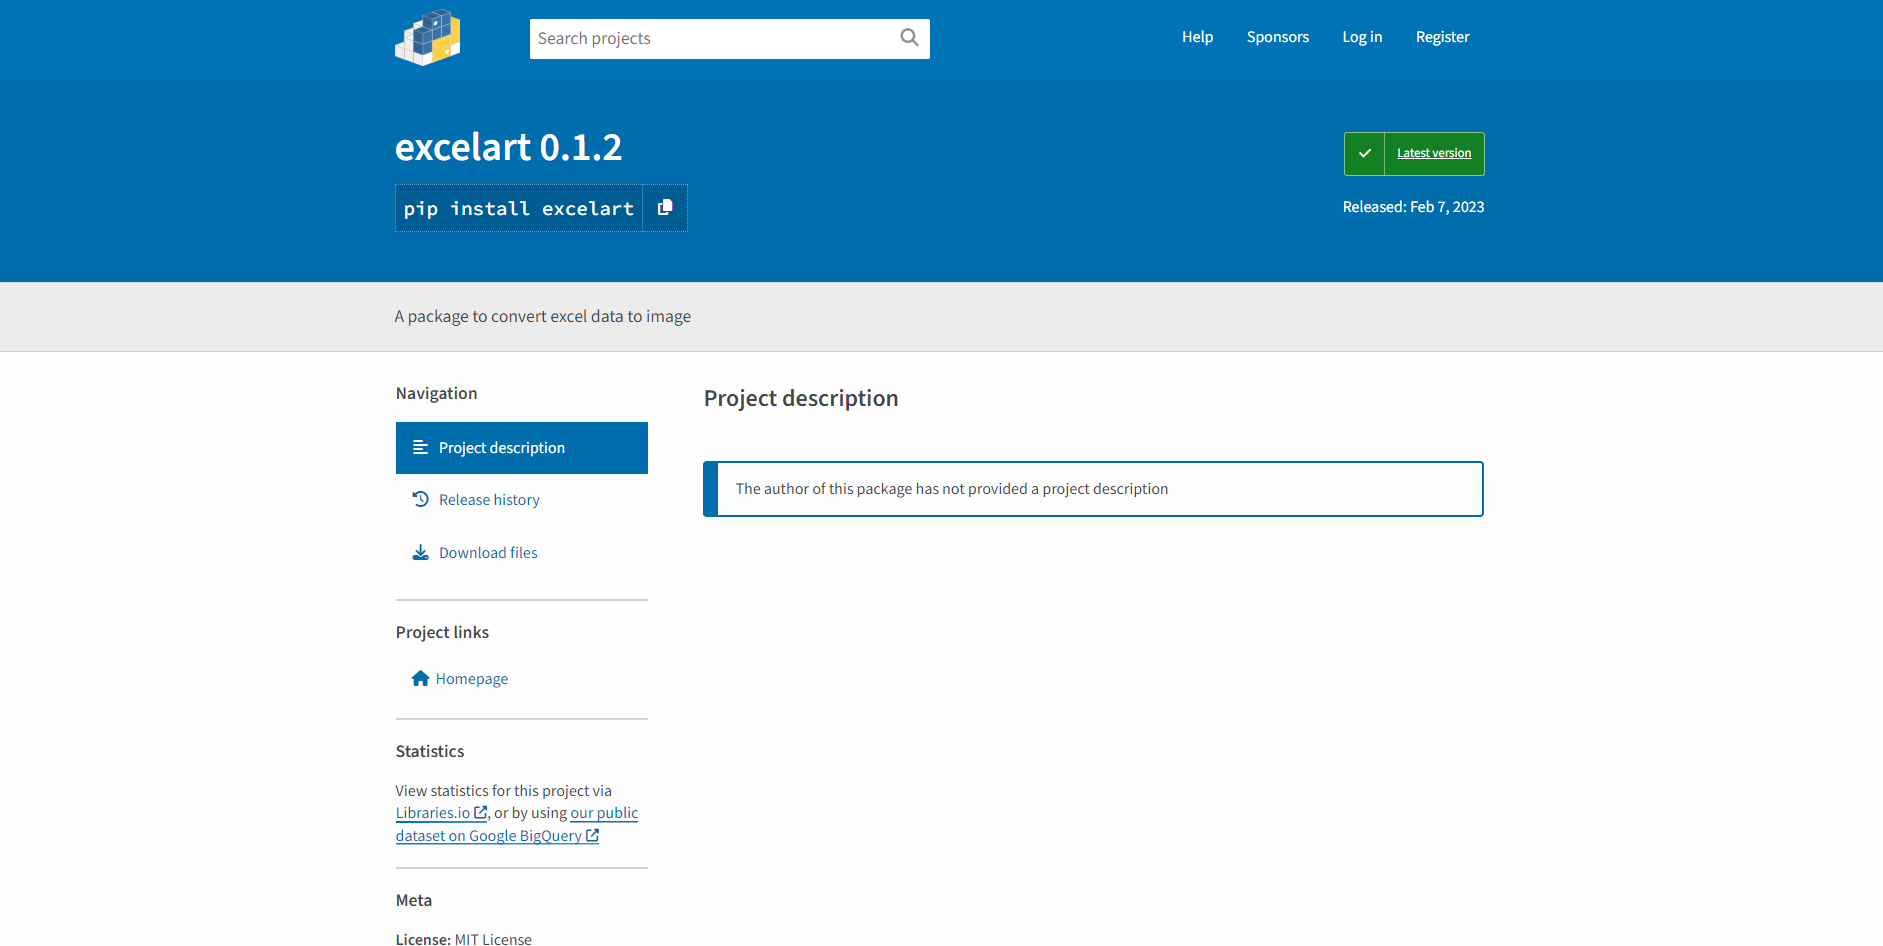 Search projects
Help
Sponsors
Log in
Register
excelart 0.1.2
pip install excelart
Latest version
Released: Feb 7, 2023
A package to convert excel data to image
Navigation
Project description
Release history
Download files
Project links
Homepage
Statistics
View statistics for this project via
Libraries.io, or by using our public
dataset on Google BigQuery
Meta
License: MIT License
Project description
The author of this package has not provided a project description